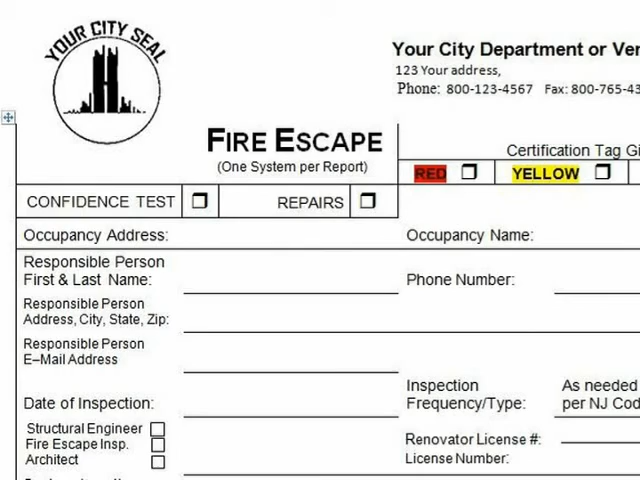 YOUR CITY SEAL
Your City Department or
123 Your address,
Phone: 800-123-4567 Fax: 800-765-43
FIRE ESCAPE
(One System per Report)
Certification Tag
RED
YELLOW
CONFIDENCE TEST
REPAIRS
Occupancy Address:
Occupancy Name:
Responsible Person
First & Last Name:
Phone Number:
Responsible Person
Address, City, State, Zip:
Responsible Person
E–Mail Address
Inspection
Frequency/Type:
As needed
per NJ
Date of Inspection:
Structural Engineer
Fire Escape Insp.
Architect
Renovator License #:
License Number: